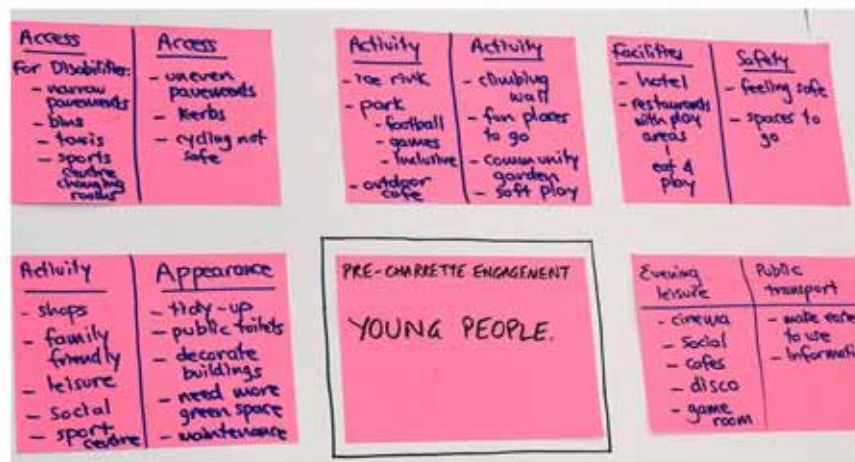 Access
For Disabilities:
- narrow
pavements
- bins
- taxis
- sports
centre
changing
rooms
Access
- uneven
pavements
- kerbs
- cycling not
safe
Activity
- ice rink
- park
- football
- games
- inclusive
- outdoor
cafe
Activity
- climbing
wall
- fun places
to go
- community
garden
- soft play
Facilities
- hotel
- restaurants
with play
areas
eat &
play
Safety
- feeling safe
- spaces to
go
Activity
- shops
- family
friendly
- leisure
- social
- sport
centre
Appearance
- tidy-up
- public toilets
- decorate
buildings
- need more
green space
- maintenance
PRE-CHARRETTE ENGAGEMENT
YOUNG PEOPLE.
Evening
leisure
- cinema
- social
- cafes
- disco
- game
room
Public
transport
- make
to use